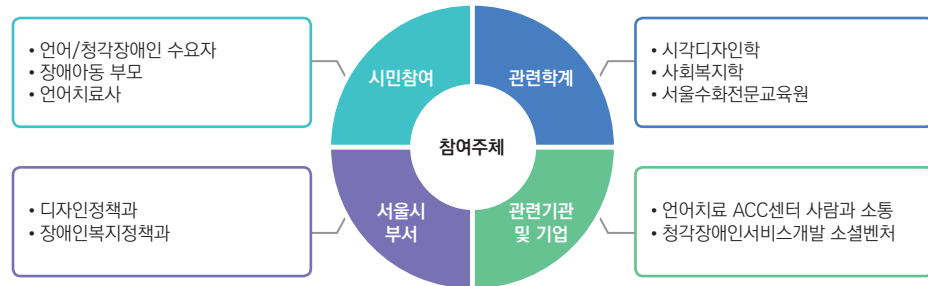 • 언어/청각장애인 수요자
• 장애아동 부모
• 언어치료사
시민참여
관련학계
• 시각디자인학
• 사회복지학
• 서울수화전문교육원
참여주체
• 디자인정책과
• 장애인복지정책과
서울시
부서
관련기관
및 기업
• 언어치료 ACC센터 사람과 소통
• 청각장애인서비스개발 소셜벤처